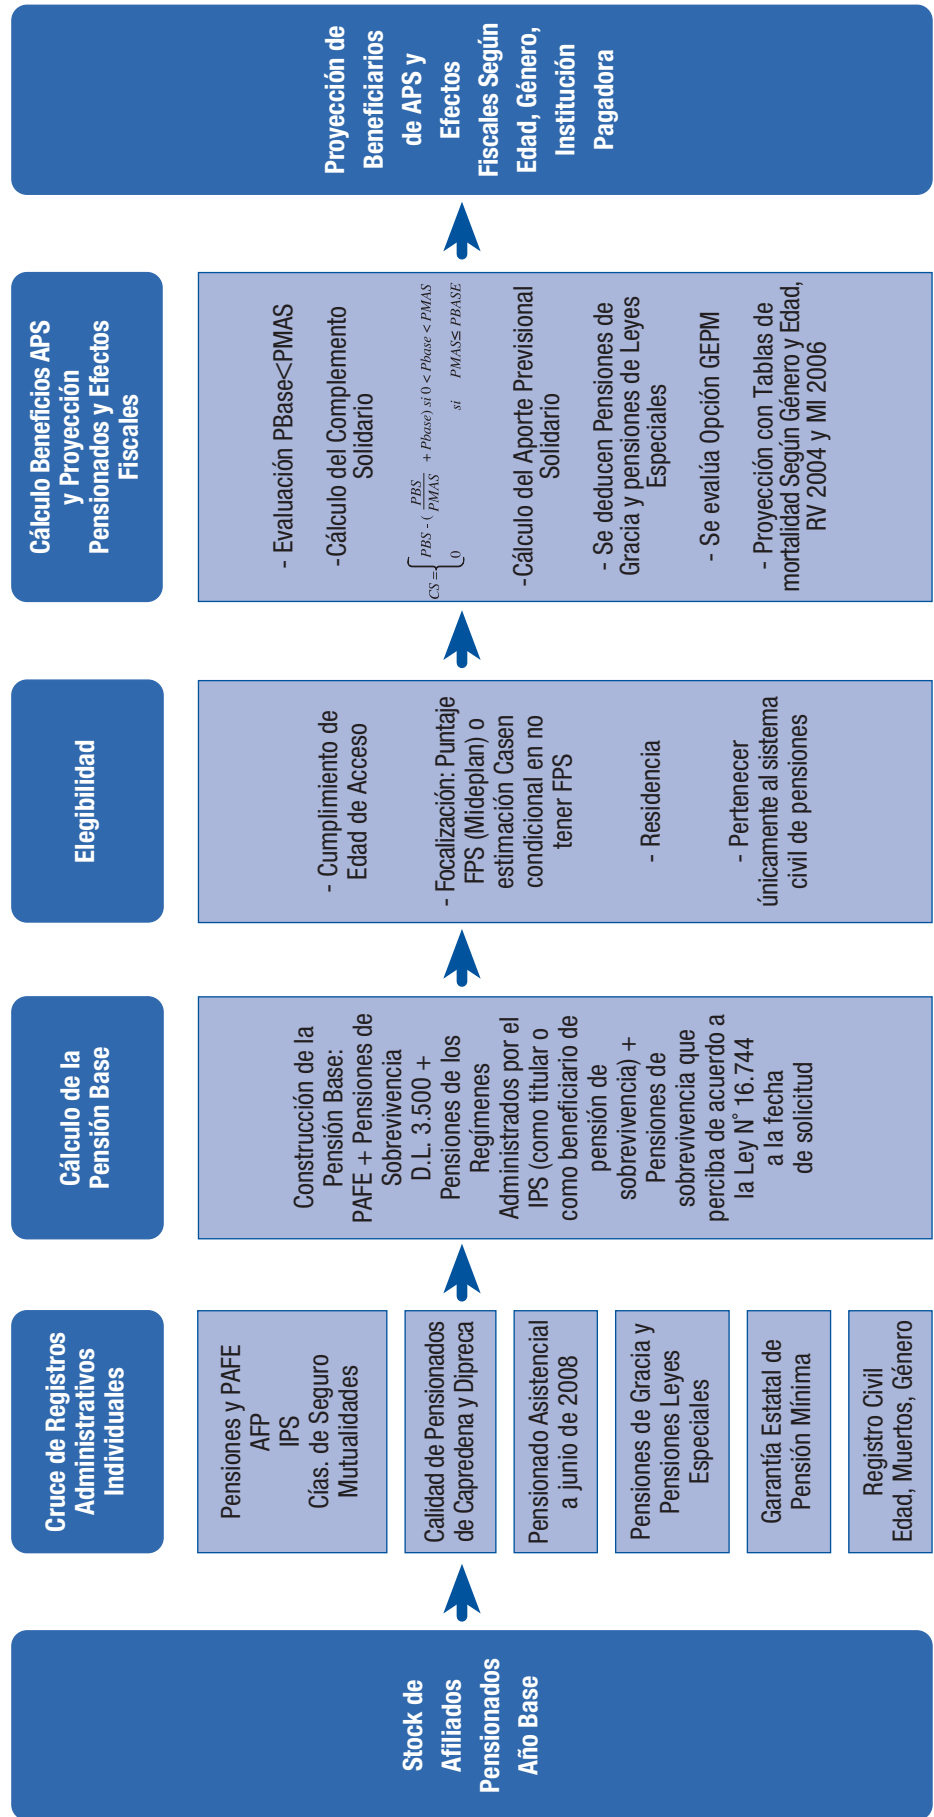 Stock de
Afiliados
Pensionados
Año Base
Cruce de Registros
Administrativos
Individuales
Pensiones y PAFE
AFP
IPS
Cías. de Seguro
Mutualidades
Calidad de Pensionados
de Capredena y Dipreca
Pensionado Asistencial
a junio de 2008
Pensiones de Gracia y
Pensiones Leyes
Especiales
Garantía Estatal de
Pensión Mínima
Registro Civil
Edad, Muertos, Género
Cálculo de la
Pensión Base
Construcción de la
Pensión Base:
PAFE + Pensiones de
Sobrevivencia
D.L. 3.500 +
Pensiones de los
Regímenes
Administrados por el
IPS (como titular o
como beneficiario de
pensión de
sobrevivencia) +
Pensiones de
sobrevivencia que
perciba de acuerdo a
la Ley N° 16.744
a la fecha
de solicitud
Elegibilidad
- Cumplimiento de
Edad de Acceso
- Focalización: Puntaje
FPS (Mideplan) o
estimación Casen
condicional en no
tener FPS
- Residencia
- Pertenecer
únicamente al sistema
civil de pensiones
Cálculo Beneficios APS
y Proyección
Pensionados y Efectos
Fiscales
- Evaluación PBase<PMAS
-Cálculo del Complemento
Solidario
CS = { PBS - ( PBS / PMAS + Pbase) si 0 < Pbase < PMAS
0 si PMAS ≤ PBASE
-Cálculo del Aporte Previsional
Solidario
- Se deducen Pensiones de
Gracia y pensiones de Leyes
Especiales
- Se evalúa Opción GEPM
- Proyección con Tablas de
mortalidad Según Género y Edad,
RV 2004 y MI 2006
Proyección de
Beneficiarios
de APS y
Efectos
Fiscales Según
Edad, Género,
Institución
Pagadora